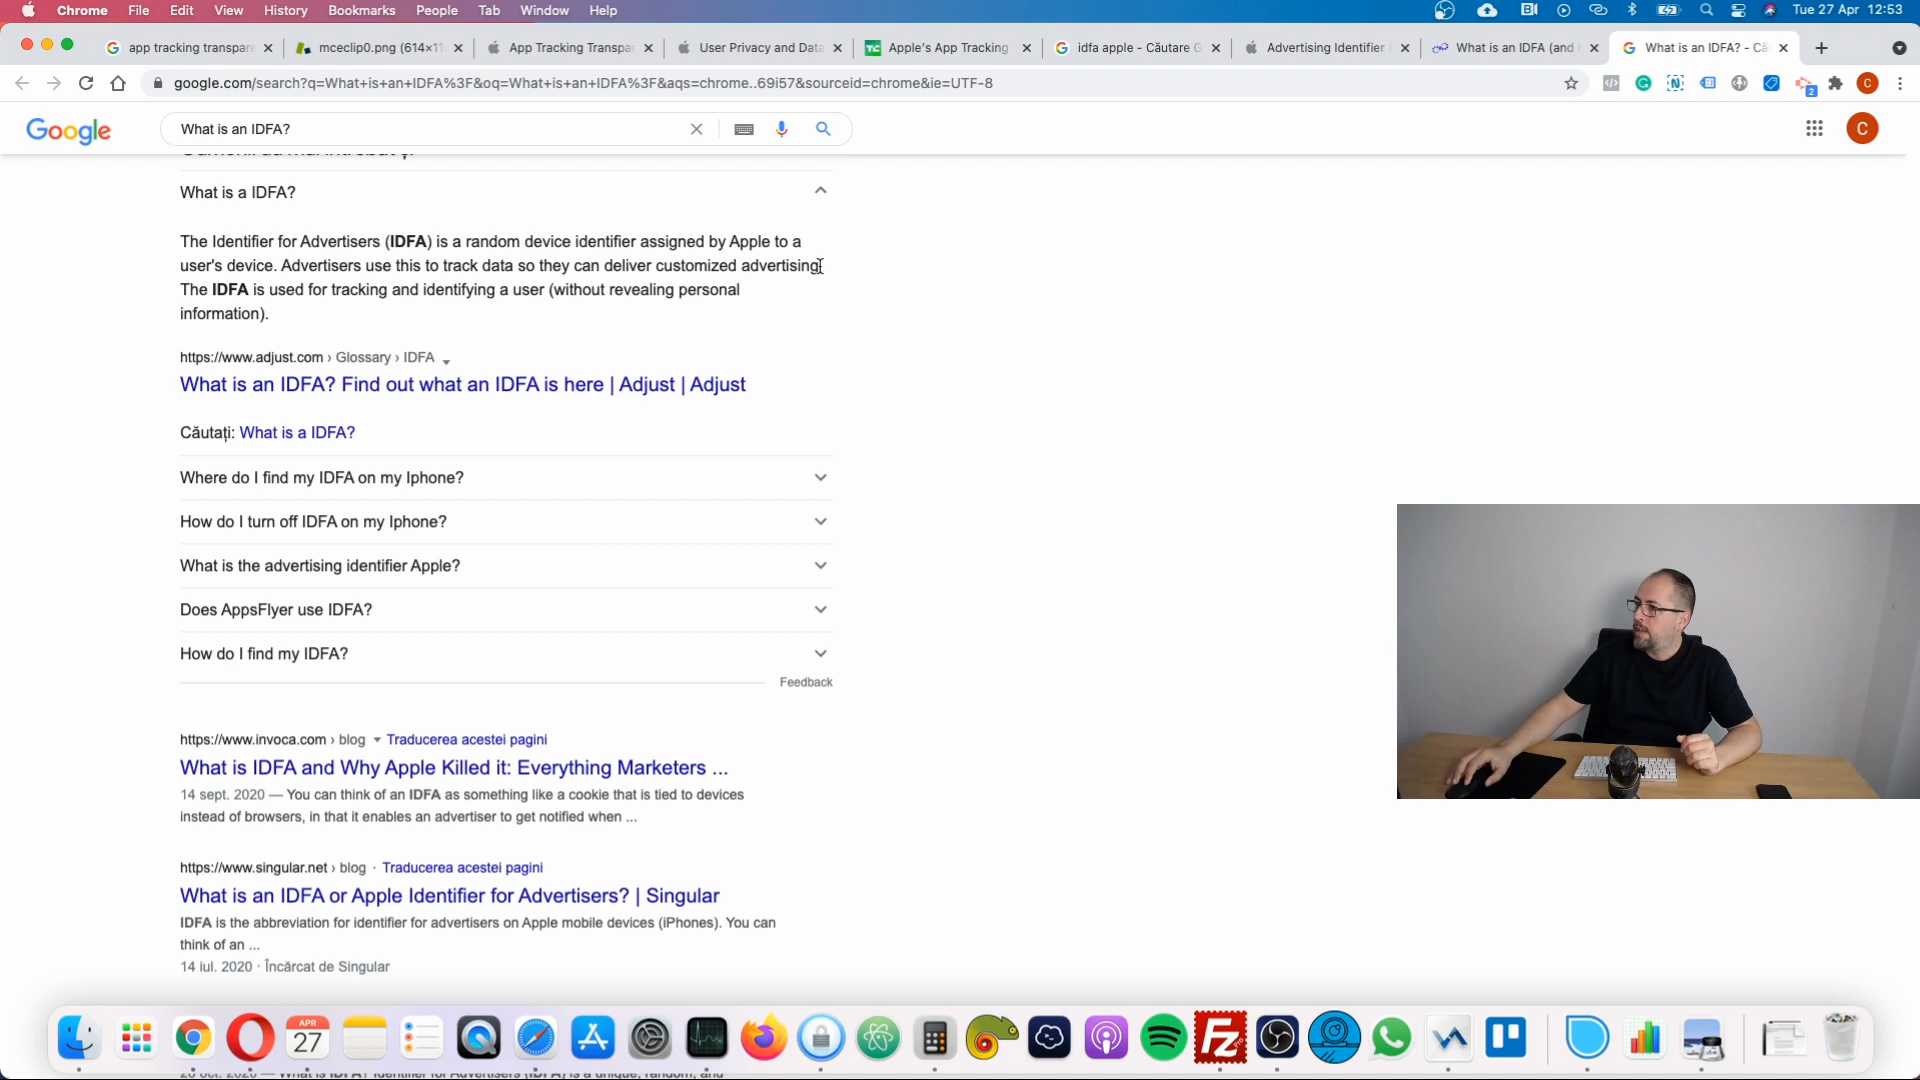 Chrome File Edit View History Bookmarks People Tab Window Help
Tue 27 Apr 12:53
app tracking transpare
mceclip0.png (614×11
App Tracking Transpa
User Privacy and Data
Apple's App Tracking
idfa apple - Căutare G
Advertising Identifier
What is an IDFA (and
What is an IDFA? - Că
google.com/search?q=What+is+an+IDFA%3F&oq=What+is+an+IDFA%3F&aqs=chrome..69i57&sourceid=chrome&ie=UTF-8
2
C
Google
What is an IDFA?
C
What is a IDFA?
The Identifier for Advertisers (IDFA) is a random device identifier assigned by Apple to a
user's device. Advertisers use this to track data so they can deliver customized advertising.
The IDFA is used for tracking and identifying a user (without revealing personal
information).
https://www.adjust.com › Glossary › IDFA
What is an IDFA? Find out what an IDFA is here | Adjust | Adjust
Căutați: What is a IDFA?
Where do I find my IDFA on my Iphone?
How do I turn off IDFA on my Iphone?
What is the advertising identifier Apple?
Does AppsFlyer use IDFA?
How do I find my IDFA?
Feedback
https://www.invoca.com › blog Traducerea acestei pagini
What is IDFA and Why Apple Killed it: Everything Marketers ...
14 sept. 2020 — You can think of an IDFA as something like a cookie that is tied to devices
instead of browsers, in that it enables an advertiser to get notified when ...
https://www.singular.net › blog · Traducerea acestei pagini
What is an IDFA or Apple Identifier for Advertisers? | Singular
IDFA is the abbreviation for identifier for advertisers on Apple mobile devices (iPhones). You can
think of an ...
14 iul. 2020 · Încărcat de Singular
APR
27
Fz